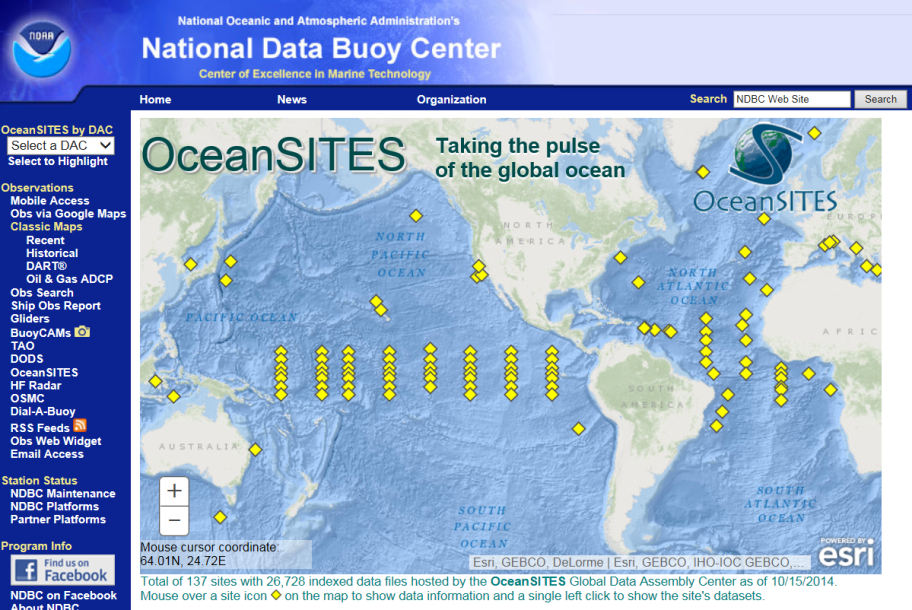 NOAA
National Oceanic and Atmospheric Administration's
National Data Buoy Center
Center of Excellence in Marine Technology
Home News Organization
Search NDBC Web Site Search
OceanSITES by DAC
Select a DAC
Select to Highlight
Observations
Mobile Access
Obs via Google Maps
Classic Maps
Recent
Historical
DART®
Oil & Gas ADCP
Obs Search
Ship Obs Report
Gliders
BuoyCAMs
TAO
DODS
OceanSITES
HF Radar
OSMC
Dial-A-Buoy
RSS Feeds
Obs Web Widget
Email Access
Station Status
NDBC Maintenance
NDBC Platforms
Partner Platforms
Program Info
Find us on
Facebook
NDBC on Facebook
About NDBC
OceanSITES
Taking the pulse
of the global ocean
OceanSITES
EUROPE
NORTH
AMERICA
NORTH
PACIFIC
OCEAN
NORTH
ATLANTIC
OCEAN
PACIFIC OCEAN
AFRIC
SOUTH
AMERICA
AUSTRALIA
SOUTH
PACIFIC
OCEAN
SOUTH
ATLANTIC
OCEAN
+
−
Mouse cursor coordinate:
64.01N, 24.72E
Esri, GEBCO, DeLorme | Esri, GEBCO, IHO-IOC GEBCO,...
POWERED BY
esri
Total of 137 sites with 26,728 indexed data files hosted by the OceanSITES Global Data Assembly Center as of 10/15/2014.
Mouse over a site icon on the map to show data information and a single left click to show the site's datasets.